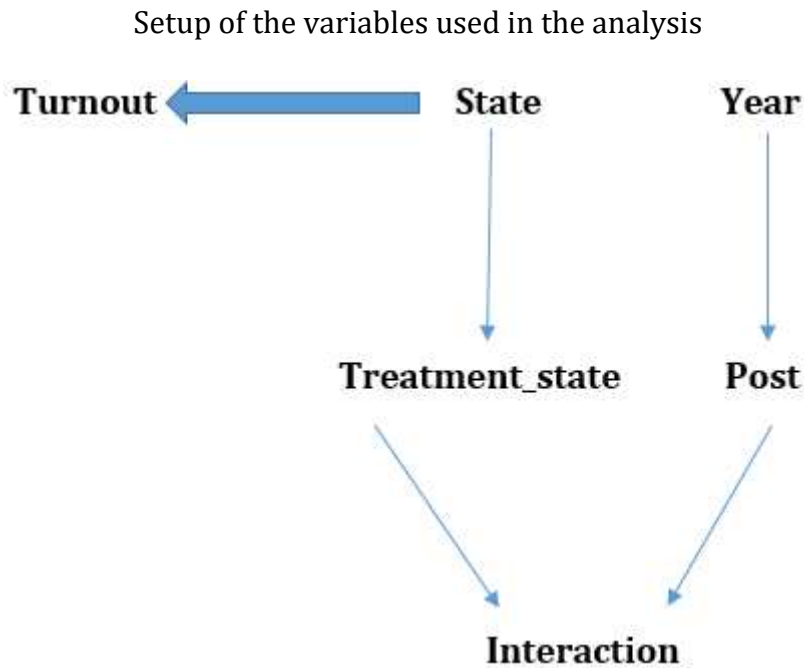 Setup of the variables used in the analysis
Turnout State Year
Treatment_state Post
Interaction